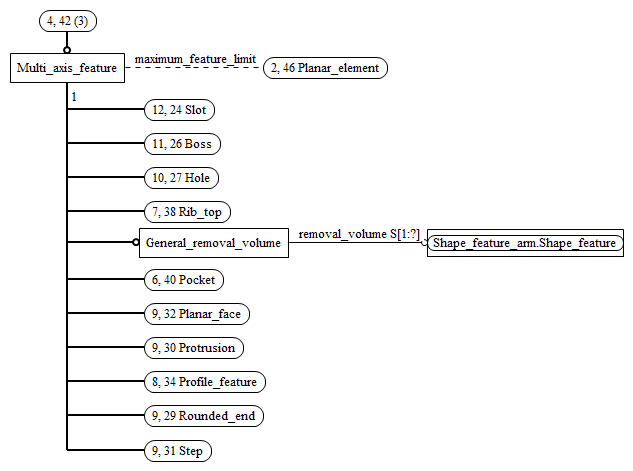 4, 42 (3)
Multi_axis_feature
maximum_feature_limit
2, 46 Planar_element
1
12, 24 Slot
11, 26 Boss
10, 27 Hole
7, 38 Rib_top
General_removal_volume
removal_volume S[1:?]
Shape_feature_arm.Shape_feature
6, 40 Pocket
9, 32 Planar_face
9, 30 Protrusion
8, 34 Profile_feature
9, 29 Rounded_end
9, 31 Step